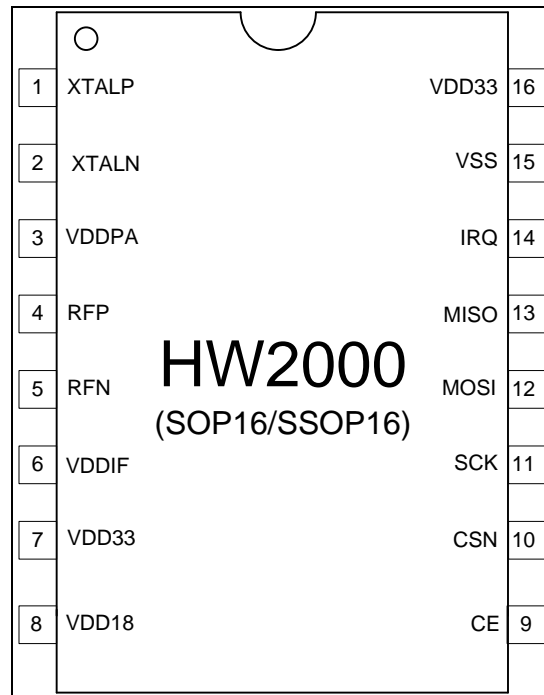 1 XTALP VDD33 16
2 XTALN VSS 15
3 VDDPA IRQ 14
4 RFP MISO 13
HW2000
5 RFN MOSI 12
(SOP16/SSOP16)
6 VDDIF SCK 11
7 VDD33 CSN 10
8 VDD18 CE 9